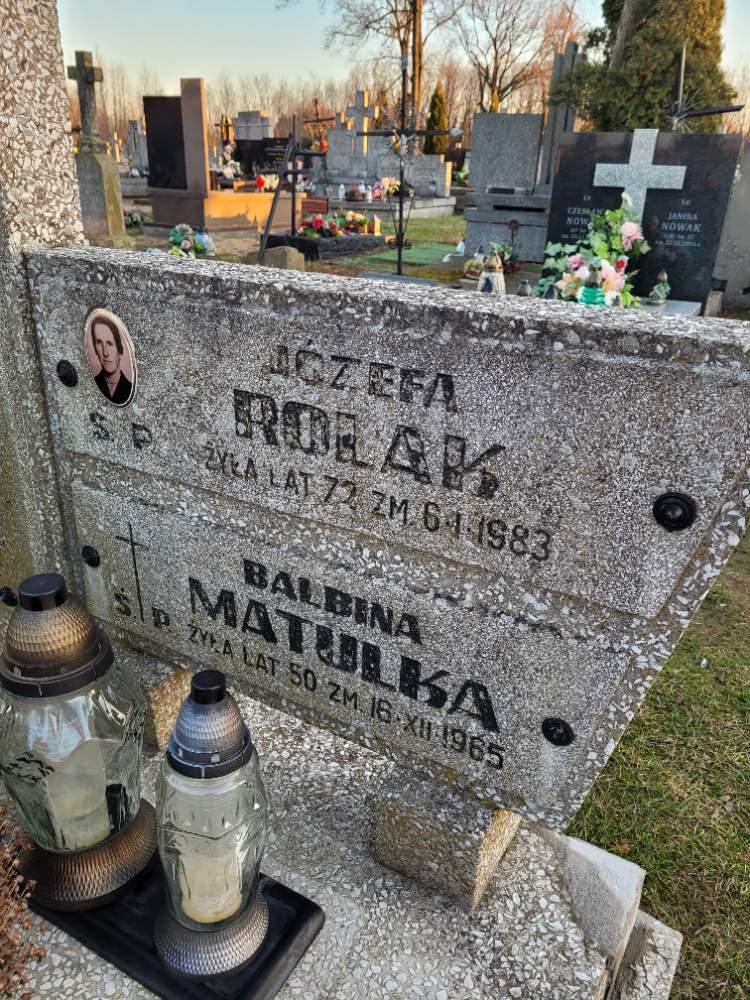 JÓZEFA
ROLAK
Ś. P.
ŻYŁA LAT 72 ZM. 6·I·1983
BALBINA
MATULKA
Ś. P.
ŻYŁA LAT 50 ZM. 16·XII·1965
CZESŁAW
NOWAK
JANINA
NOWAK